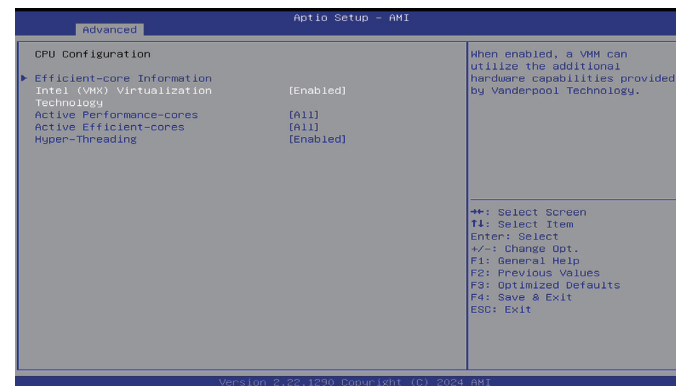 Aptio Setup - AMI
Advanced
CPU Configuration
Efficient-core Information
Intel (VMX) Virtualization [Enabled]
Technology
Active Performance-cores [All]
Active Efficient-cores [All]
Hyper-Threading [Enabled]
When enabled, a VMM can
utilize the additional
hardware capabilities provided
by Vanderpool Technology.
→←: Select Screen
↑↓: Select Item
Enter: Select
+/-: Change Opt.
F1: General Help
F2: Previous Values
F3: Optimized Defaults
F4: Save & Exit
ESC: Exit
Version 2.22.1290 Copyright (C) 2024 AMI